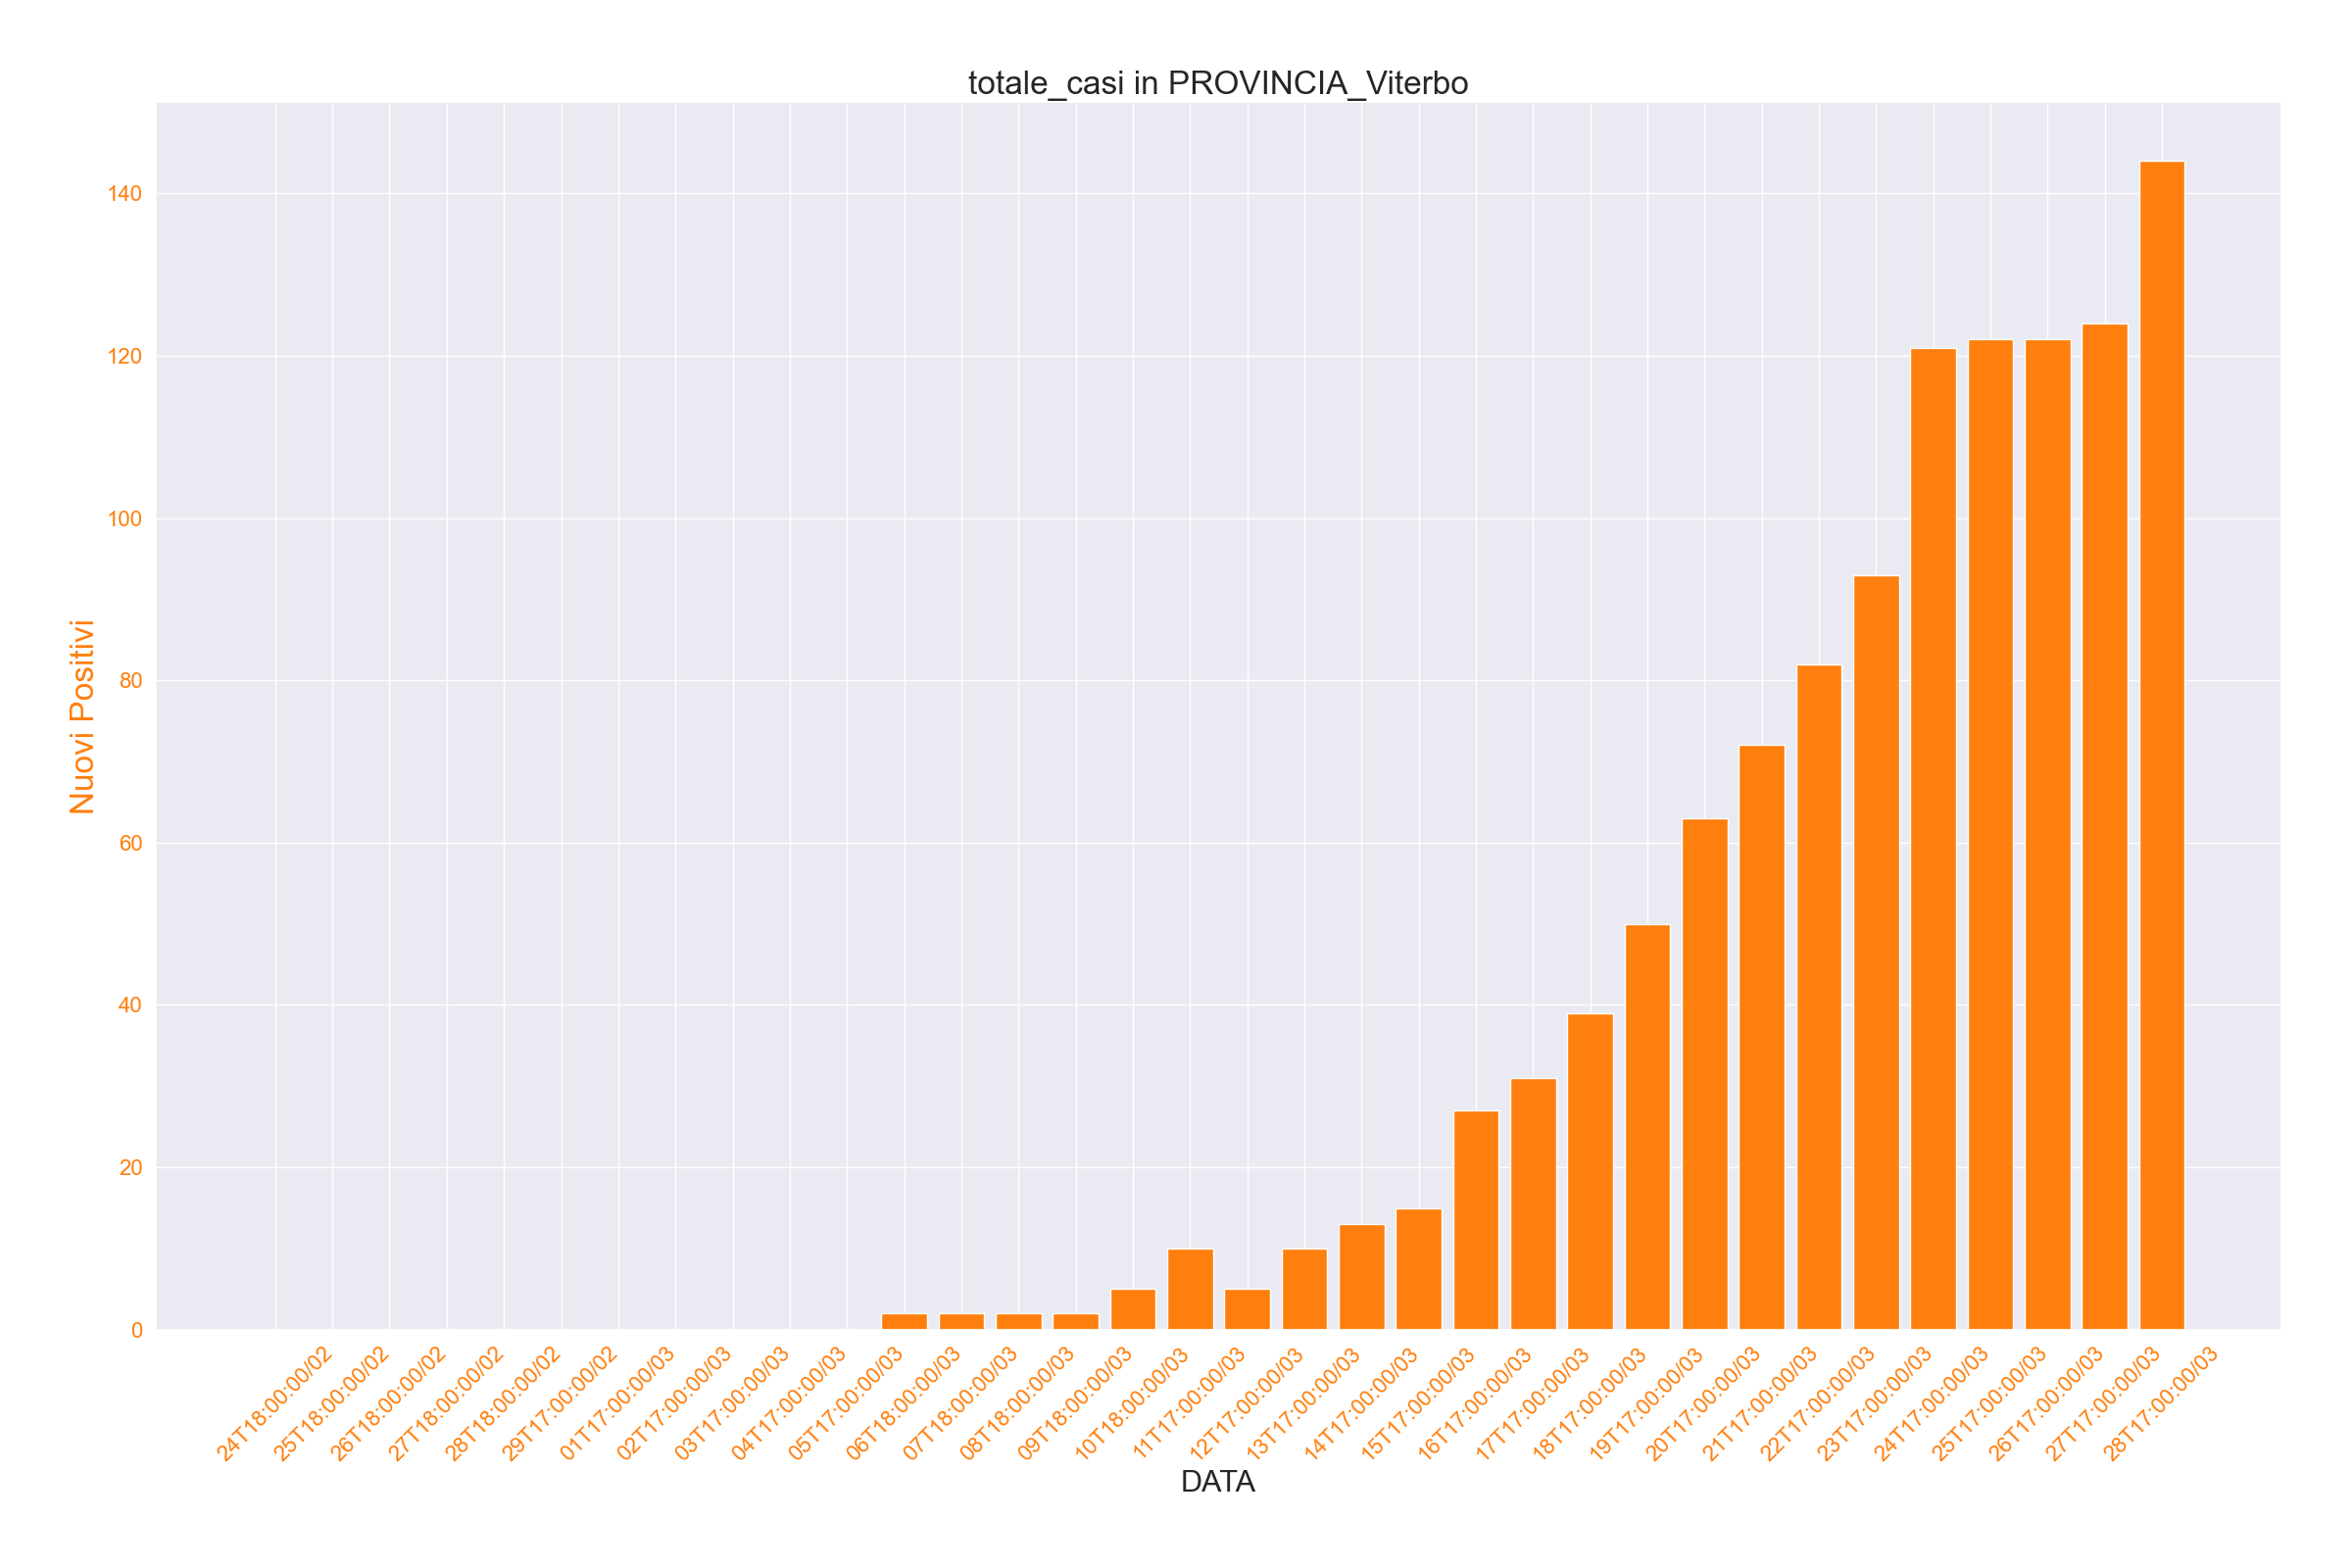 totale_casi in PROVINCIA_Viterbo
140
120
100
80
60
40
20
0
Nuovi Positivi
24T18:00:00/02
25T18:00:00/02
26T18:00:00/02
27T18:00:00/02
28T18:00:00/02
29T17:00:00/02
01T17:00:00/03
02T17:00:00/03
03T17:00:00/03
04T17:00:00/03
05T17:00:00/03
06T18:00:00/03
07T18:00:00/03
08T18:00:00/03
09T18:00:00/03
10T18:00:00/03
11T17:00:00/03
12T17:00:00/03
13T17:00:00/03
14T17:00:00/03
15T17:00:00/03
16T17:00:00/03
17T17:00:00/03
18T17:00:00/03
19T17:00:00/03
20T17:00:00/03
21T17:00:00/03
22T17:00:00/03
23T17:00:00/03
24T17:00:00/03
25T17:00:00/03
26T17:00:00/03
27T17:00:00/03
28T17:00:00/03
DATA